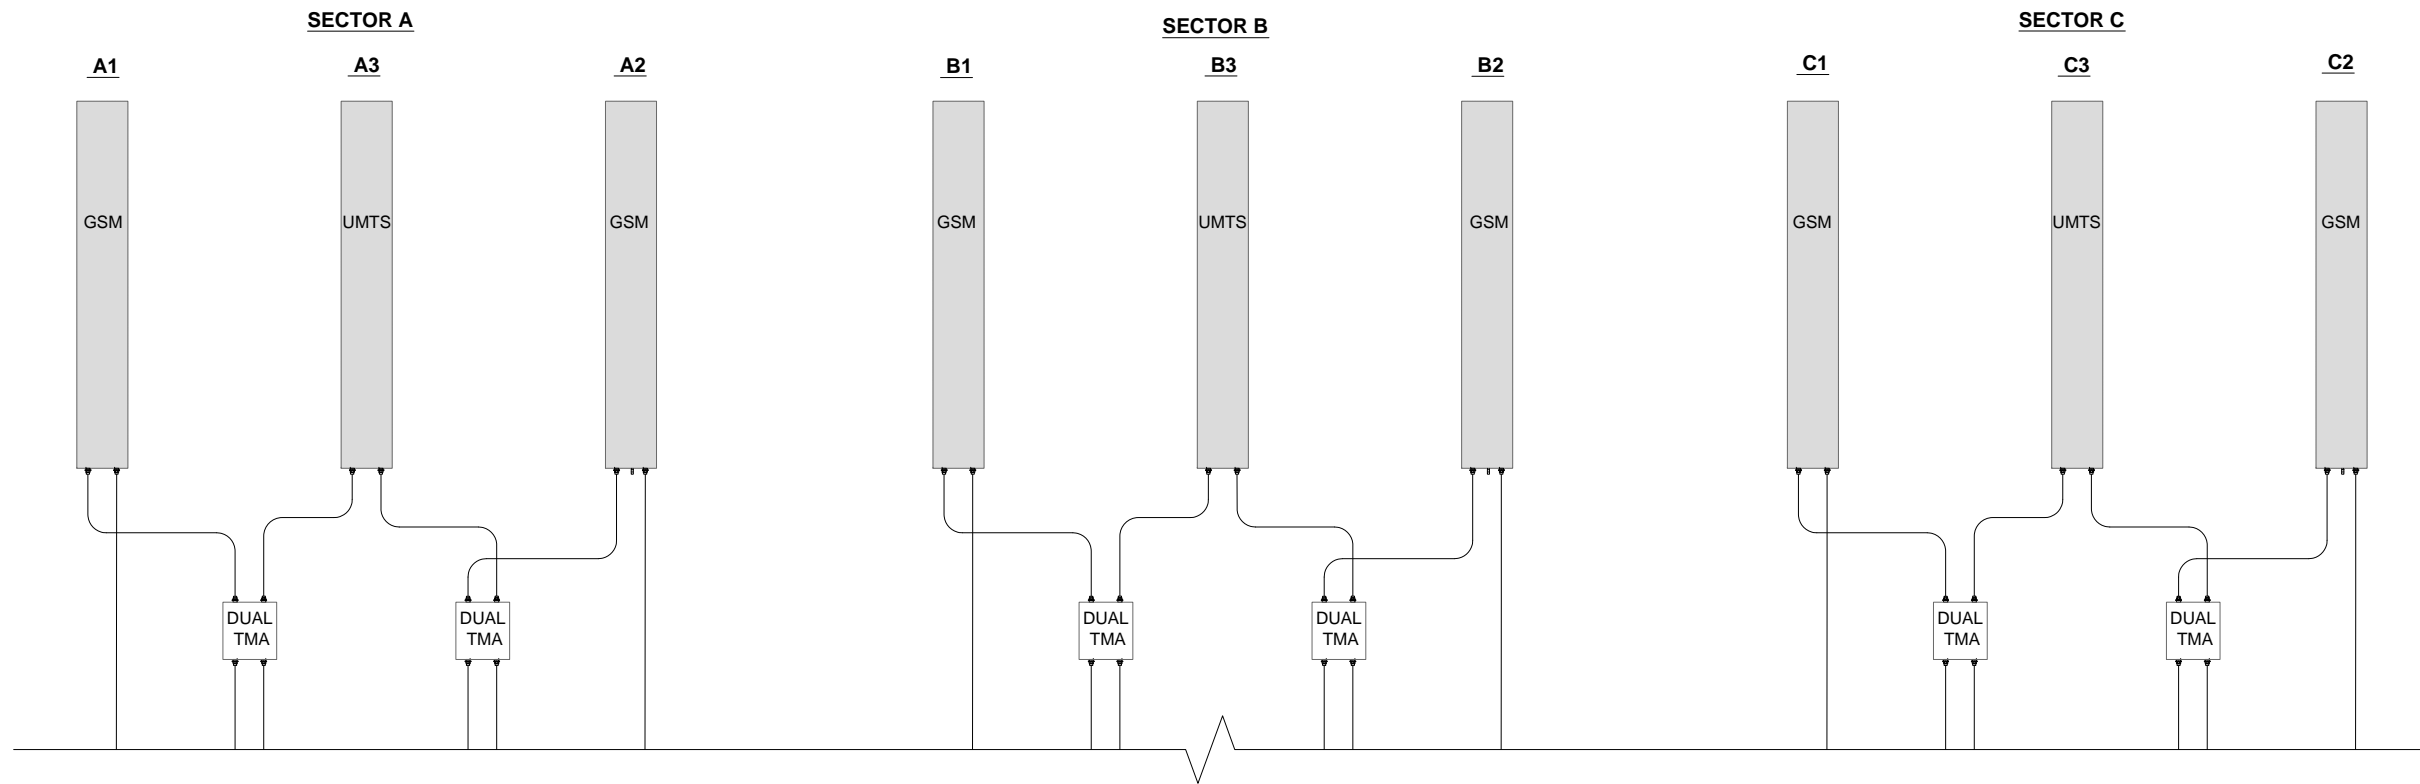 SECTOR A
SECTOR B
SECTOR C
A1
A3
A2
B1
B3
B2
C1
C3
C2
GSM
UMTS
GSM
GSM
UMTS
GSM
GSM
UMTS
GSM
DUAL
TMA
DUAL
TMA
DUAL
TMA
DUAL
TMA
DUAL
TMA
DUAL
TMA